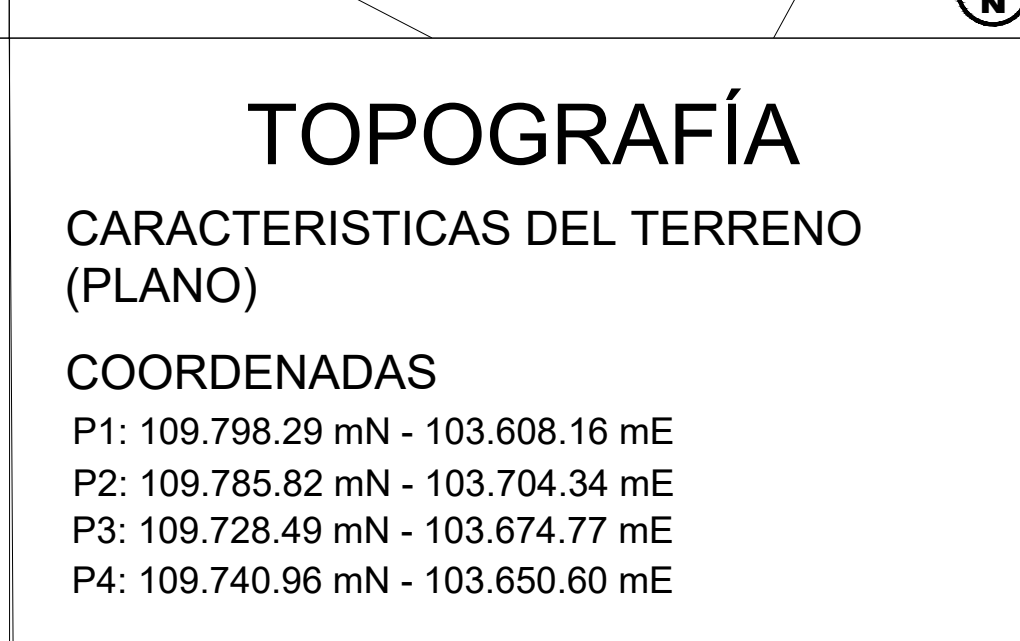 N
TOPOGRAFÍA
CARACTERISTICAS DEL TERRENO
(PLANO)
COORDENADAS
P1: 109.798.29 mN - 103.608.16 mE
P2: 109.785.82 mN - 103.704.34 mE
P3: 109.728.49 mN - 103.674.77 mE
P4: 109.740.96 mN - 103.650.60 mE